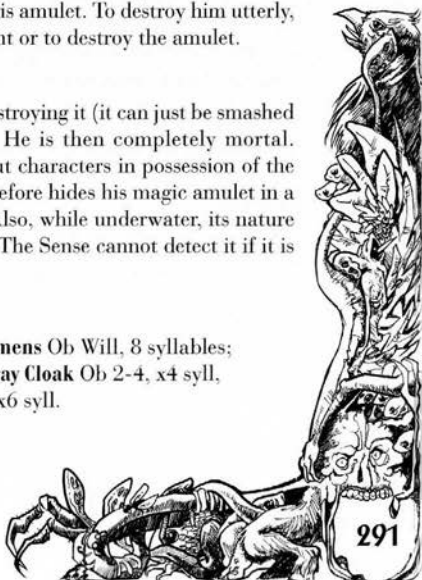 is amulet. To destroy him utterly,
nt or to destroy the amulet.
stroying it (it can just be smashed
He is then completely mortal.
ut characters in possession of the
efore hides his magic amulet in a
lso, while underwater, its nature
The Sense cannot detect it if it is
mens Ob Will, 8 syllables;
ay Cloak Ob 2-4, x4 syll,
x6 syll.
291